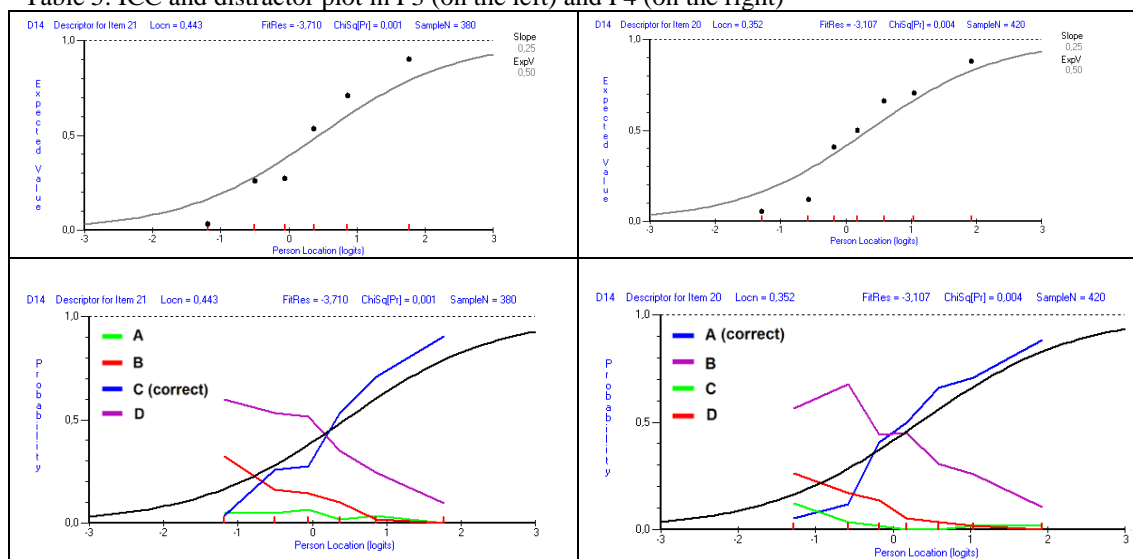 Table 3: ICC and distractor plot in F3 (on the left) and F4 (on the right)
D14 Descriptor for Item 21 Locn = 0,443 FitRes = -3,710 ChiSq[Pr] = 0,001 SampleN = 380
Slope
0,25
ExpV
0,50
1,0
0,5
0,0
Expected Value
-3 -2 -1 0 1 2 3
Person Location (logits)
D14 Descriptor for Item 20 Locn = 0,352 FitRes = -3,107 ChiSq[Pr] = 0,004 SampleN = 420
Slope
0,25
ExpV
0,50
1,0
0,5
0,0
Expected Value
-3 -2 -1 0 1 2 3
Person Location (logits)
D14 Descriptor for Item 21 Locn = 0,443 FitRes = -3,710 ChiSq[Pr] = 0,001 SampleN = 380
1,0
0,5
0,0
Probability
A
B
C (correct)
D
-3 -2 -1 0 1 2 3
Person Location (logits)
D14 Descriptor for Item 20 Locn = 0,352 FitRes = -3,107 ChiSq[Pr] = 0,004 SampleN = 420
1,0
0,5
0,0
Probability
A (correct)
B
C
D
-3 -2 -1 0 1 2 3
Person Location (logits)